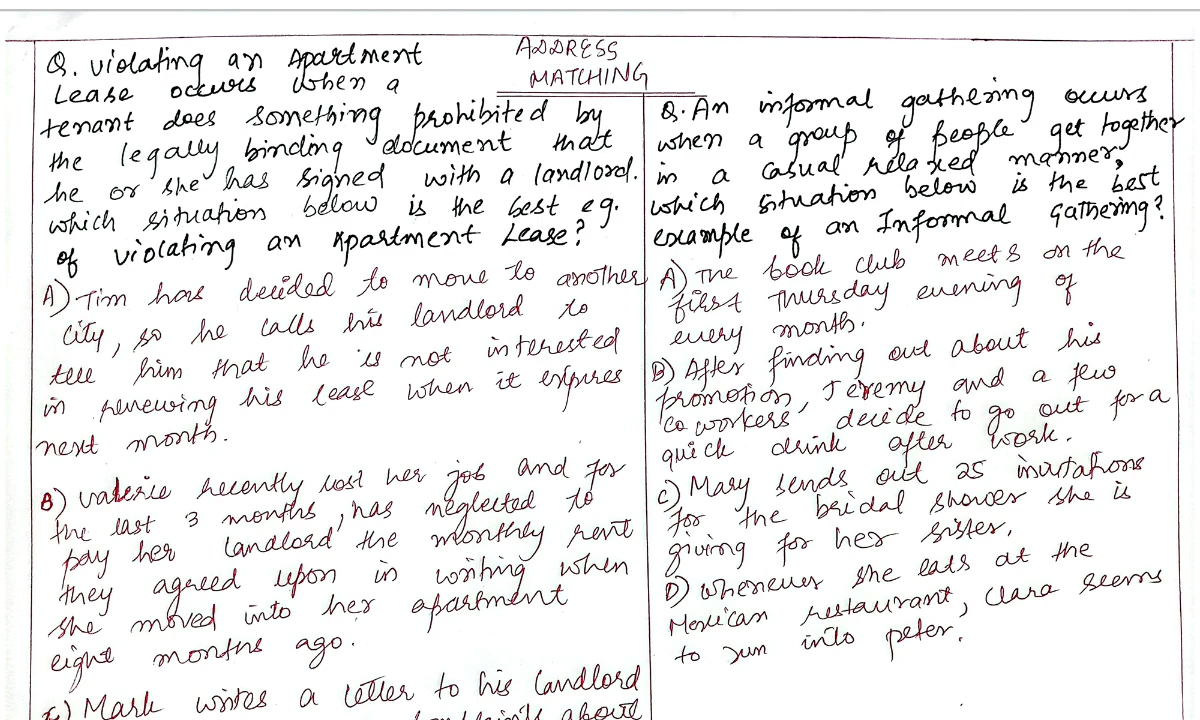 ADDRESS
MATCHING
Q. violating an Apartment
Lease occurs when a
tenant does something prohibited by
the legally binding document that
he or she has signed with a landlord.
which situation below is the best eg.
of violating an Apartment Lease?
A) Tim has decided to move to another
city, so he calls his landlord to
tell him that he is not interested
in renewing his lease when it expires
next month.
B) Valerie recently lost her job and for
the last 3 months, has neglected to
pay her landlord the monthly rent
they agreed upon in writing when
she moved into her apartment
eight months ago.
c) Mark writes a letter to his landlord
about
Q. An informal gathering occurs
when a group of people get together
in a casual relaxed manner,
which situation below is the best
example of an Informal Gathering?
A) The book club meets on the
first Thursday evening of
every month.
B) After finding out about his
promotion, Jeremy and a few
co workers decide to go out for a
quick drink after work.
C) Mary sends out 25 invitations
for the bridal shower she is
giving for her sister.
D) whenever she eats at the
Mexican restaurant, Clara seems
to run into peter.